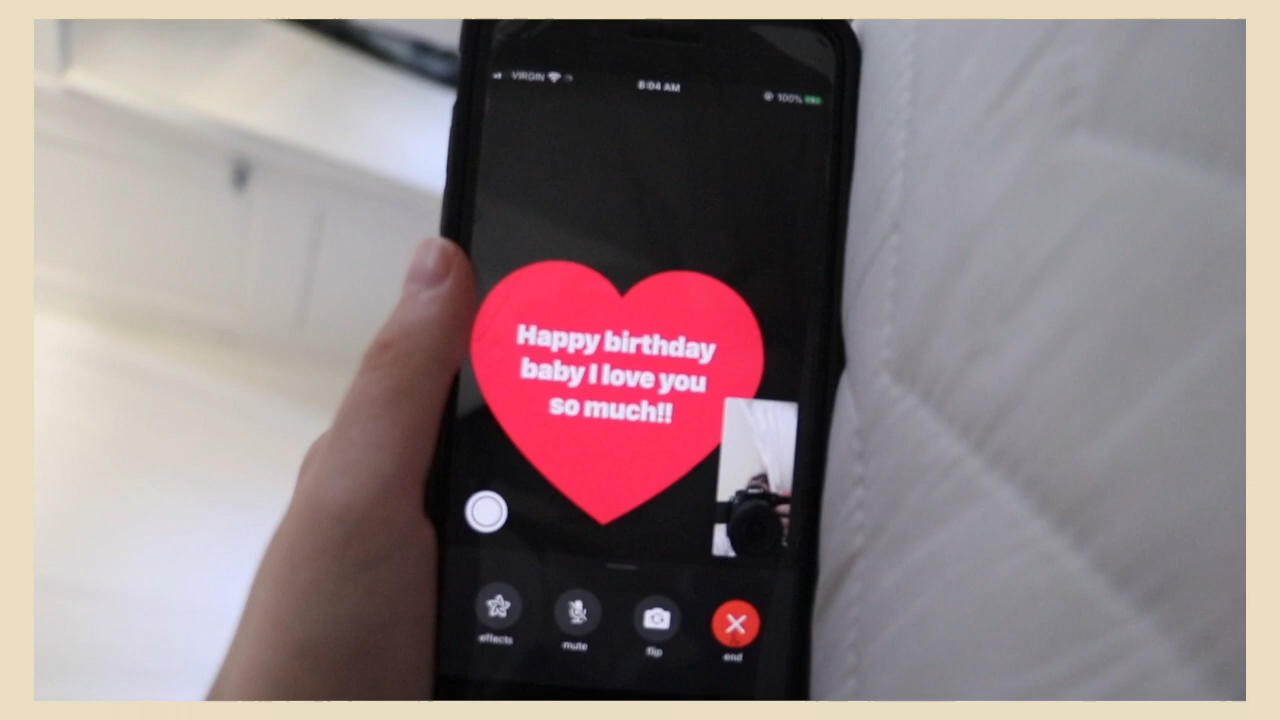 VIRGIN
8:04 AM
100%
Happy birthday
baby I love you
so much!!
effects
mute
flip
end